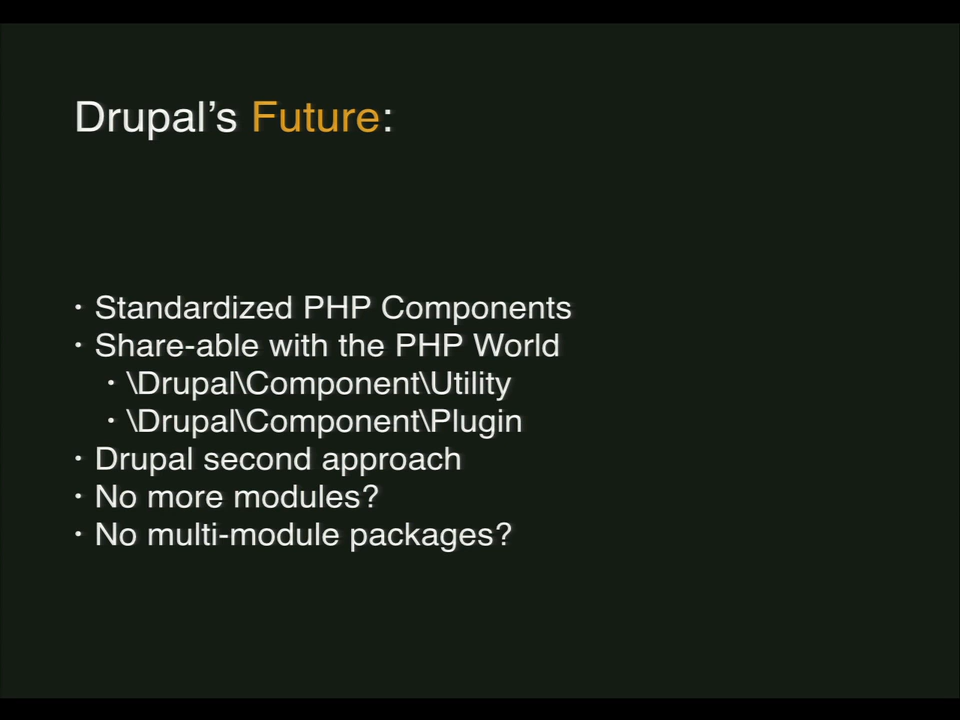 Drupal’s Future:
· Standardized PHP Components
· Share-able with the PHP World
· \Drupal\Component\Utility
· \Drupal\Component\Plugin
· Drupal second approach
· No more modules?
· No multi-module packages?